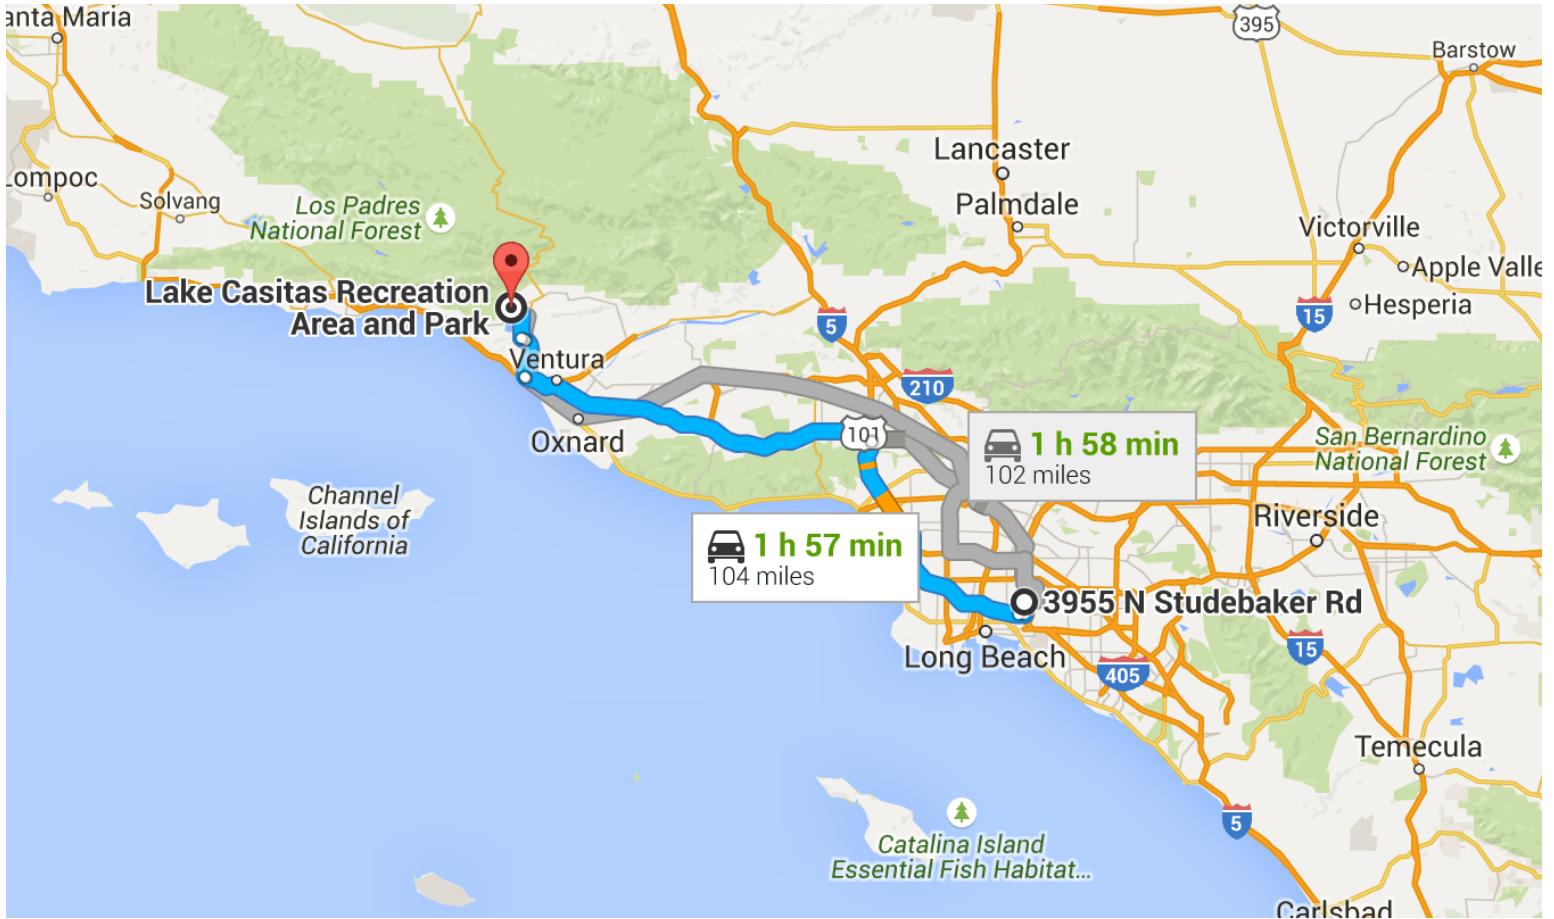 anta Maria
395
Barstow
Lancaster
Lompoc
Solvang
Los Padres
National Forest
Palmdale
Victorville
Apple Valle
Hesperia
Lake Casitas Recreation
Area and Park
5
15
Ventura
210
Oxnard
101
1 h 58 min
102 miles
San Bernardino
National Forest
Channel
Islands of
California
Riverside
1 h 57 min
104 miles
3955 N Studebaker Rd
Long Beach
405
15
Temecula
5
Catalina Island
Essential Fish Habitat...
Carlsbad